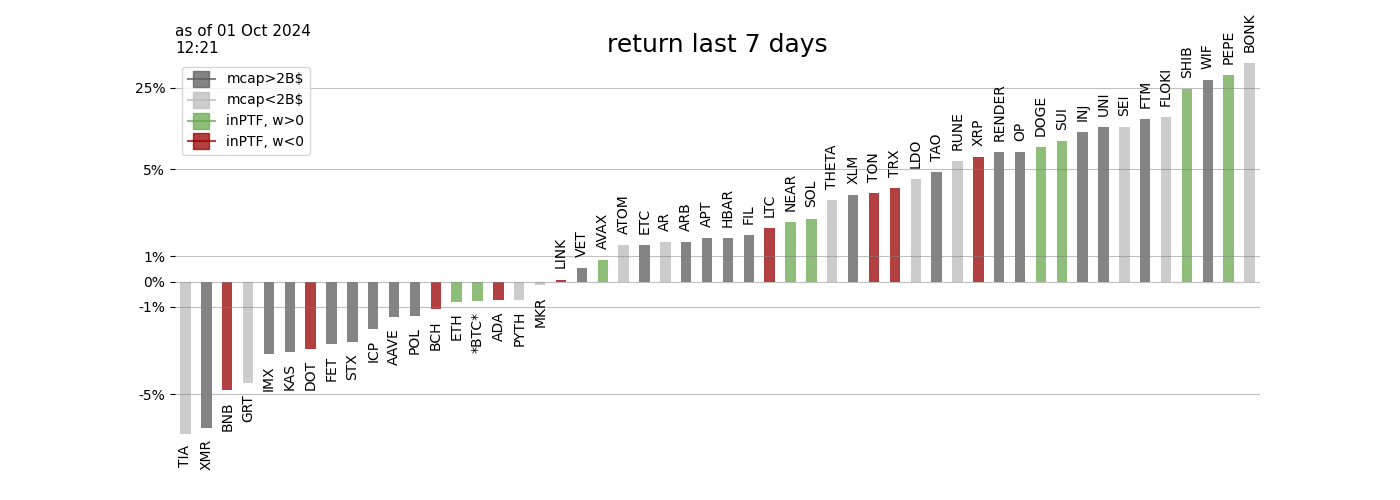 as of 01 Oct 2024
12:21
return last 7 days
mcap>2B$
mcap<2B$
inPTF, w>0
inPTF, w<0
25%
5%
1%
0%
-1%
-5%
TIA
XMR
BNB
GRT
IMX
KAS
DOT
FET
STX
ICP
AAVE
POL
BCH
ETH
*BTC*
ADA
PYTH
MKR
LINK
VET
AVAX
ATOM
ETC
AR
ARB
APT
HBAR
FIL
LTC
NEAR
SOL
THETA
XLM
TON
TRX
LDO
TAO
RUNE
XRP
RENDER
OP
DOGE
SUI
INJ
UNI
SEI
FTM
FLOKI
SHIB
WIF
PEPE
BONK